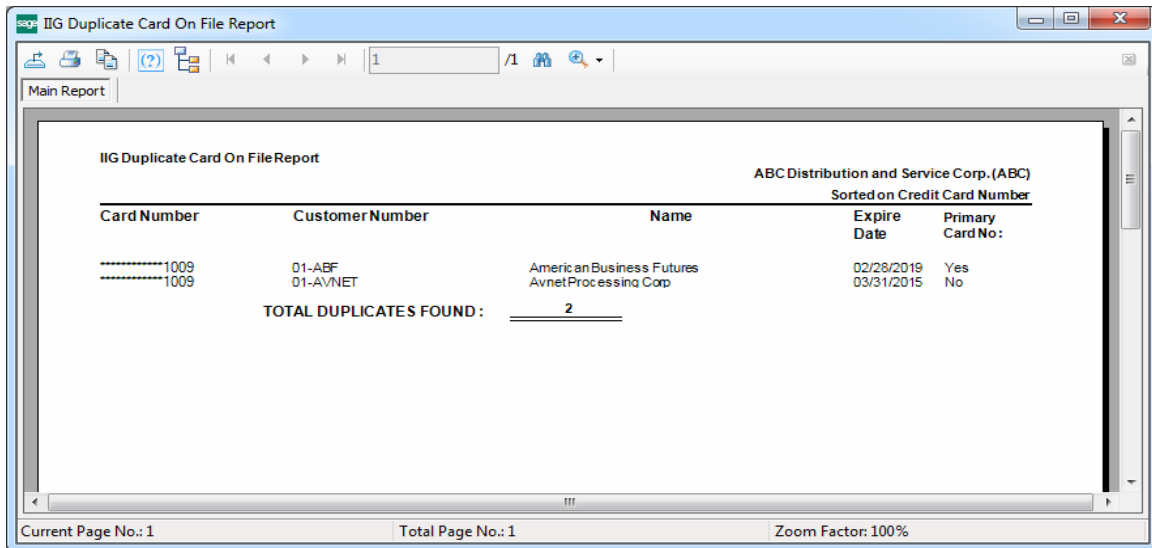 sage IIG Duplicate Card On File Report
1 /1
Main Report
IIG Duplicate Card On File Report
ABC Distribution and Service Corp. (ABC)
Sorted on Credit Card Number
Card Number Customer Number Name Expire Date Primary Card No :
************1009 01-ABF American Business Futures 02/28/2019 Yes
************1009 01-AVNET Avnet Processing Corp 03/31/2015 No
TOTAL DUPLICATES FOUND : 2
Current Page No.: 1 Total Page No.: 1 Zoom Factor: 100%